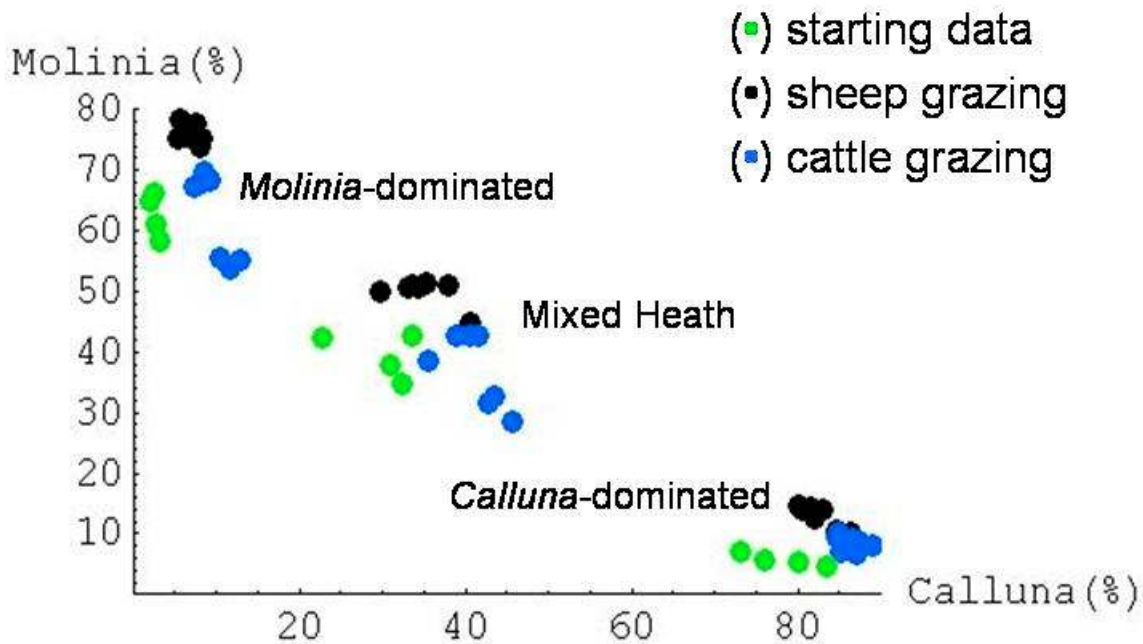 (·) starting data
(·) sheep grazing
(·) cattle grazing
Molinia(%)
80
70
Molinia-dominated
60
50
Mixed Heath
40
30
20
Calluna-dominated
10
Calluna(%)
20 40 60 80